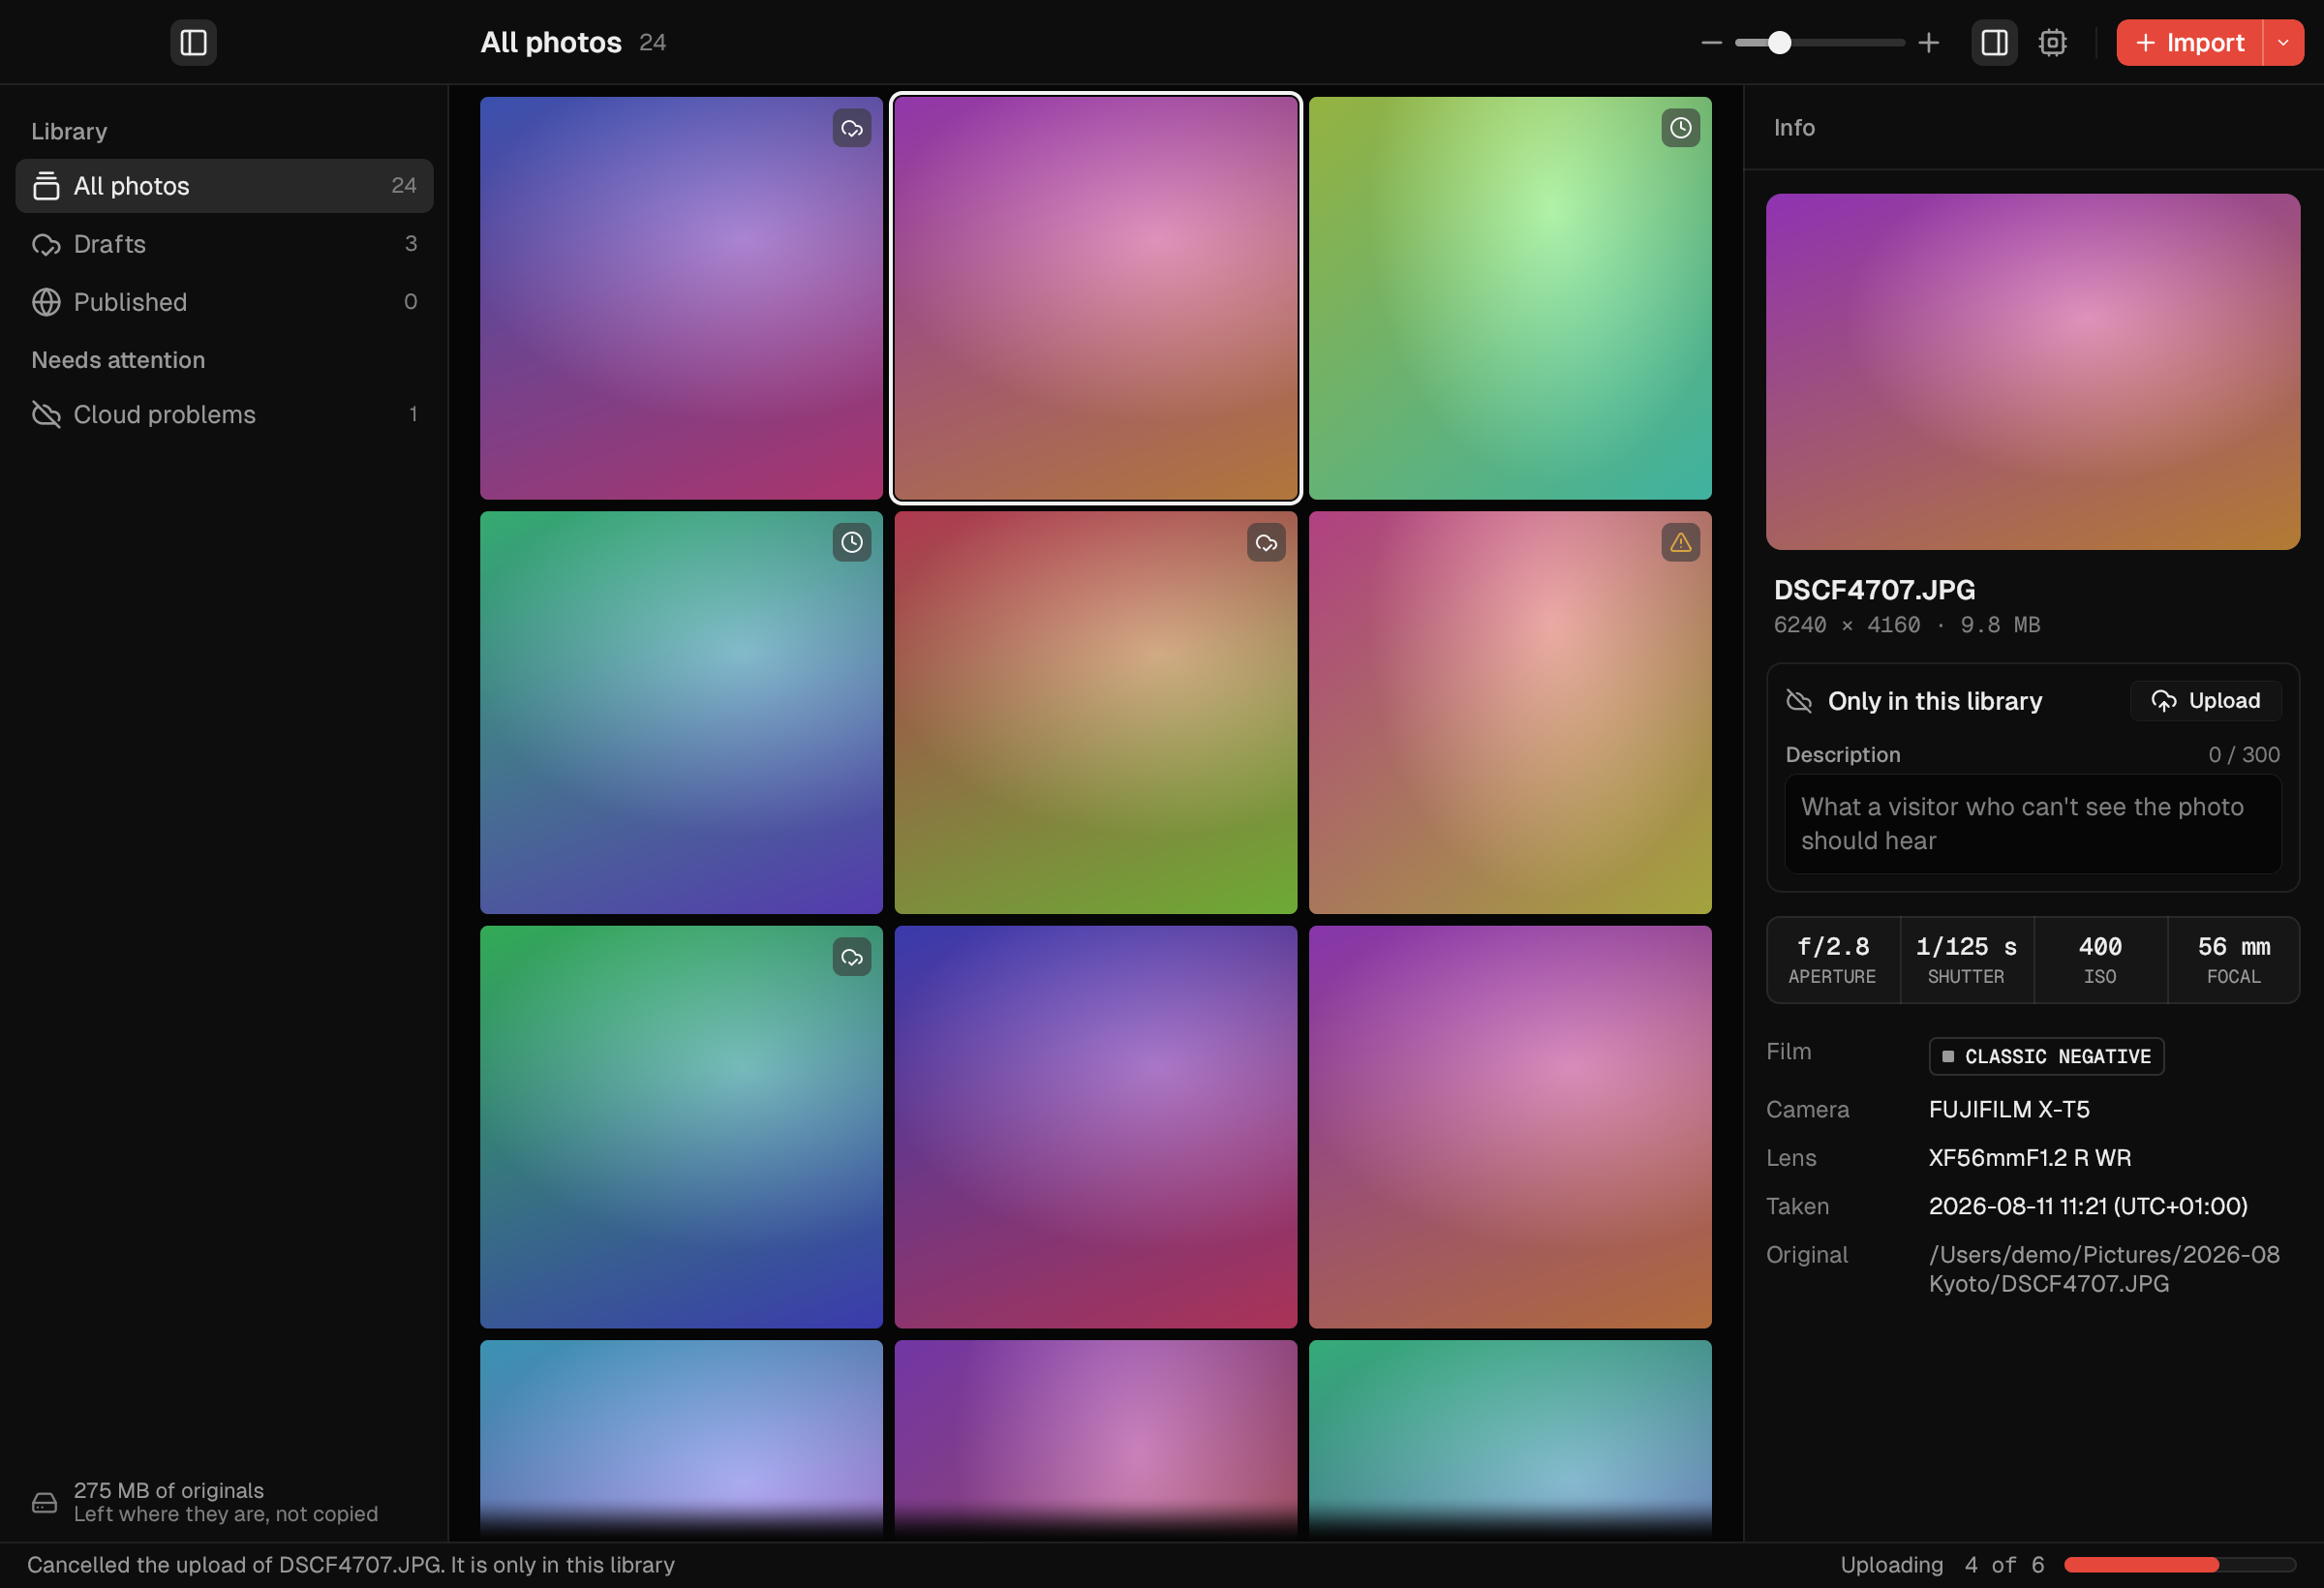 All photos 24
Import
Library
All photos 24
Drafts 3
Published 0
Needs attention
Cloud problems 1
275 MB of originals
Left where they are, not copied
Info
DSCF4707.JPG
6240 × 4160 · 9.8 MB
Only in this library
Upload
Description 0 / 300
What a visitor who can't see the photo
should hear
f/2.8 1/125 s 400 56 mm
APERTURE SHUTTER ISO FOCAL
Film CLASSIC NEGATIVE
Camera FUJIFILM X-T5
Lens XF56mmF1.2 R WR
Taken 2026-08-11 11:21 (UTC+01:00)
Original /Users/demo/Pictures/2026-08
Kyoto/DSCF4707.JPG
Cancelled the upload of DSCF4707.JPG. It is only in this library
Uploading 4 of 6